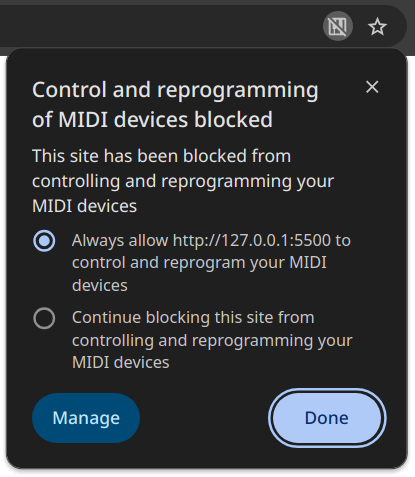 Control and reprogramming
of MIDI devices blocked
This site has been blocked from
controlling and reprogramming your
MIDI devices
Always allow http://127.0.0.1:5500 to
control and reprogram your MIDI
devices
Continue blocking this site from
controlling and reprogramming your
MIDI devices
Manage
Done